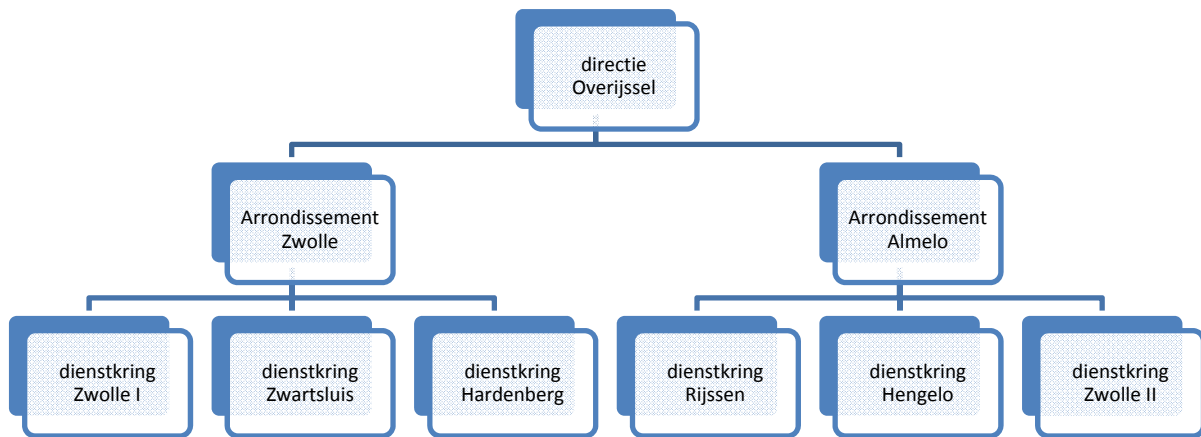 directie
Overijssel
Arrondissement
Zwolle
Arrondissement
Almelo
dienstkring
Zwolle I
dienstkring
Zwartsluis
dienstkring
Hardenberg
dienstkring
Rijssen
dienstkring
Hengelo
dienstkring
Zwolle II